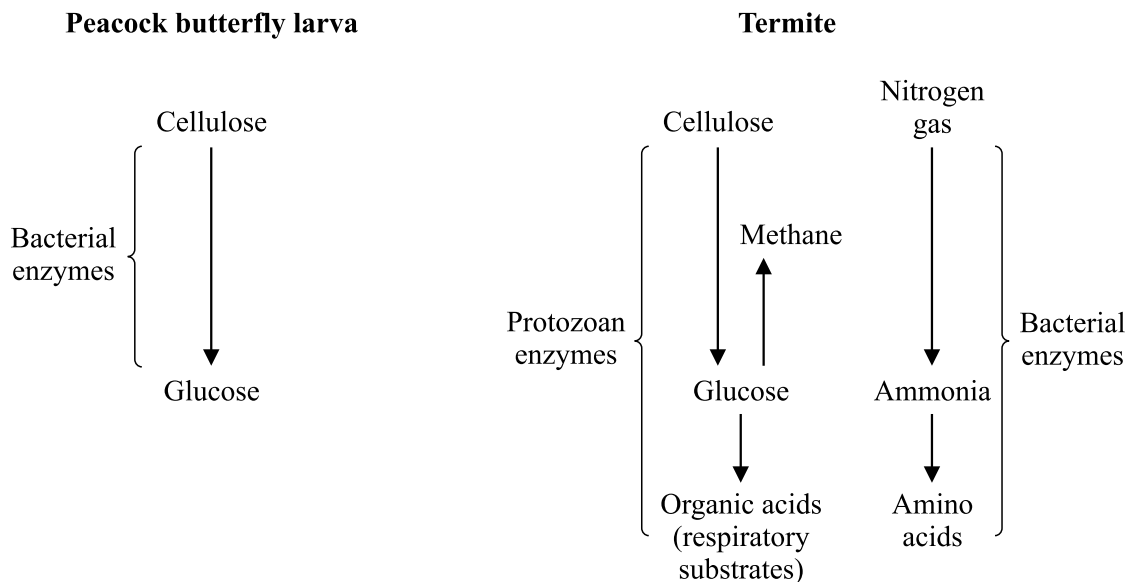 Peacock butterfly larva
Cellulose
Bacterial
enzymes
Glucose
Termite
Cellulose
Methane
Protozoan
enzymes
Glucose
Organic acids
(respiratory
substrates)
Nitrogen
gas
Ammonia
Bacterial
enzymes
Amino
acids